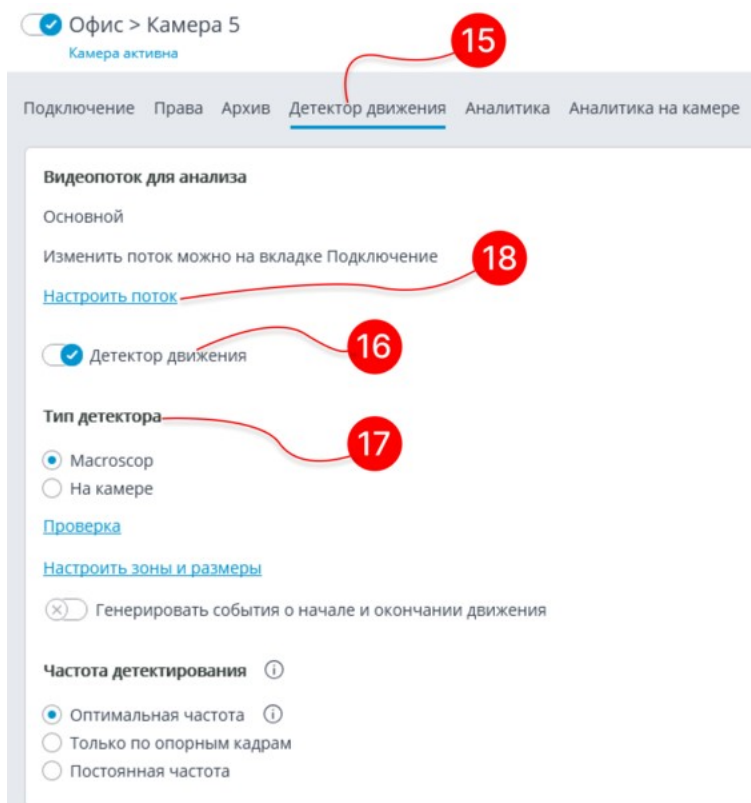 Офис > Камера 5
Камера активна
15
Подключение Права Архив Детектор движения Аналитика Аналитика на камере
Видеопоток для анализа
Основной
Изменить поток можно на вкладке Подключение
18
Настроить поток
Детектор движения
16
Тип детектора
17
Macroscop
На камере
Проверка
Настроить зоны и размеры
Генерировать события о начале и окончании движения
Частота детектирования
Оптимальная частота
Только по опорным кадрам
Постоянная частота